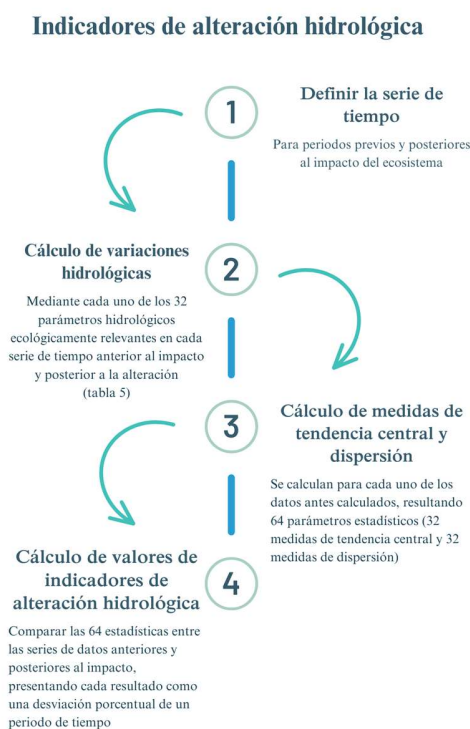 Indicadores de alteración hidrológica
1
Definir la serie de
tiempo
Para periodos previos y posteriores
al impacto del ecosistema
Cálculo de variaciones
hidrológicas
2
Mediante cada uno de los 32
parámetros hidrológicos
ecológicamente relevantes en cada
serie de tiempo anterior al impacto
y posterior a la alteración
(tabla 5)
3
Cálculo de medidas de
tendencia central y
dispersión
Se calculan para cada uno de los
datos antes calculados, resultando
64 parámetros estadísticos (32
medidas de tendencia central y 32
medidas de dispersión)
Cálculo de valores de
indicadores de
alteración hidrológica
4
Comparar las 64 estadísticas entre
las series de datos anteriores y
posteriores al impacto,
presentando cada resultado como
una desviación porcentual de un
periodo de tiempo